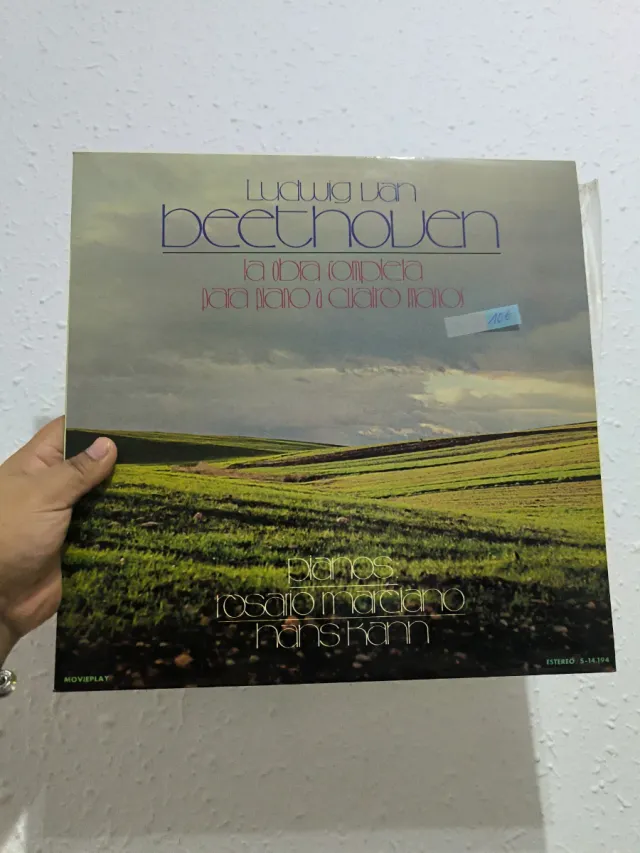 Ludwig van
beethoven
la obra completa
para piano a cuatro manos
10€
pianos
rosario marciano
hans kann
MOVIEPLAY
ESTEREO S-14.194